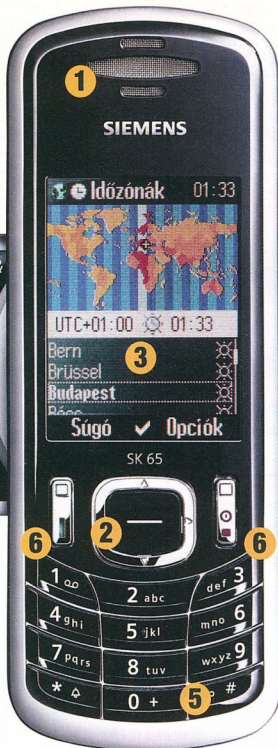 1
SIEMENS
Időzónák 01:33
UTC+01:00 01:33
Bern
3
Brüssel
Budapest
Bécs
Súgó Opciók
SK 65
6 2 6
1 2 abc def 3
4 ghi 5 jkl mno 6
7 pqrs 8 tuv wxyz 9
* 0 + 5 #